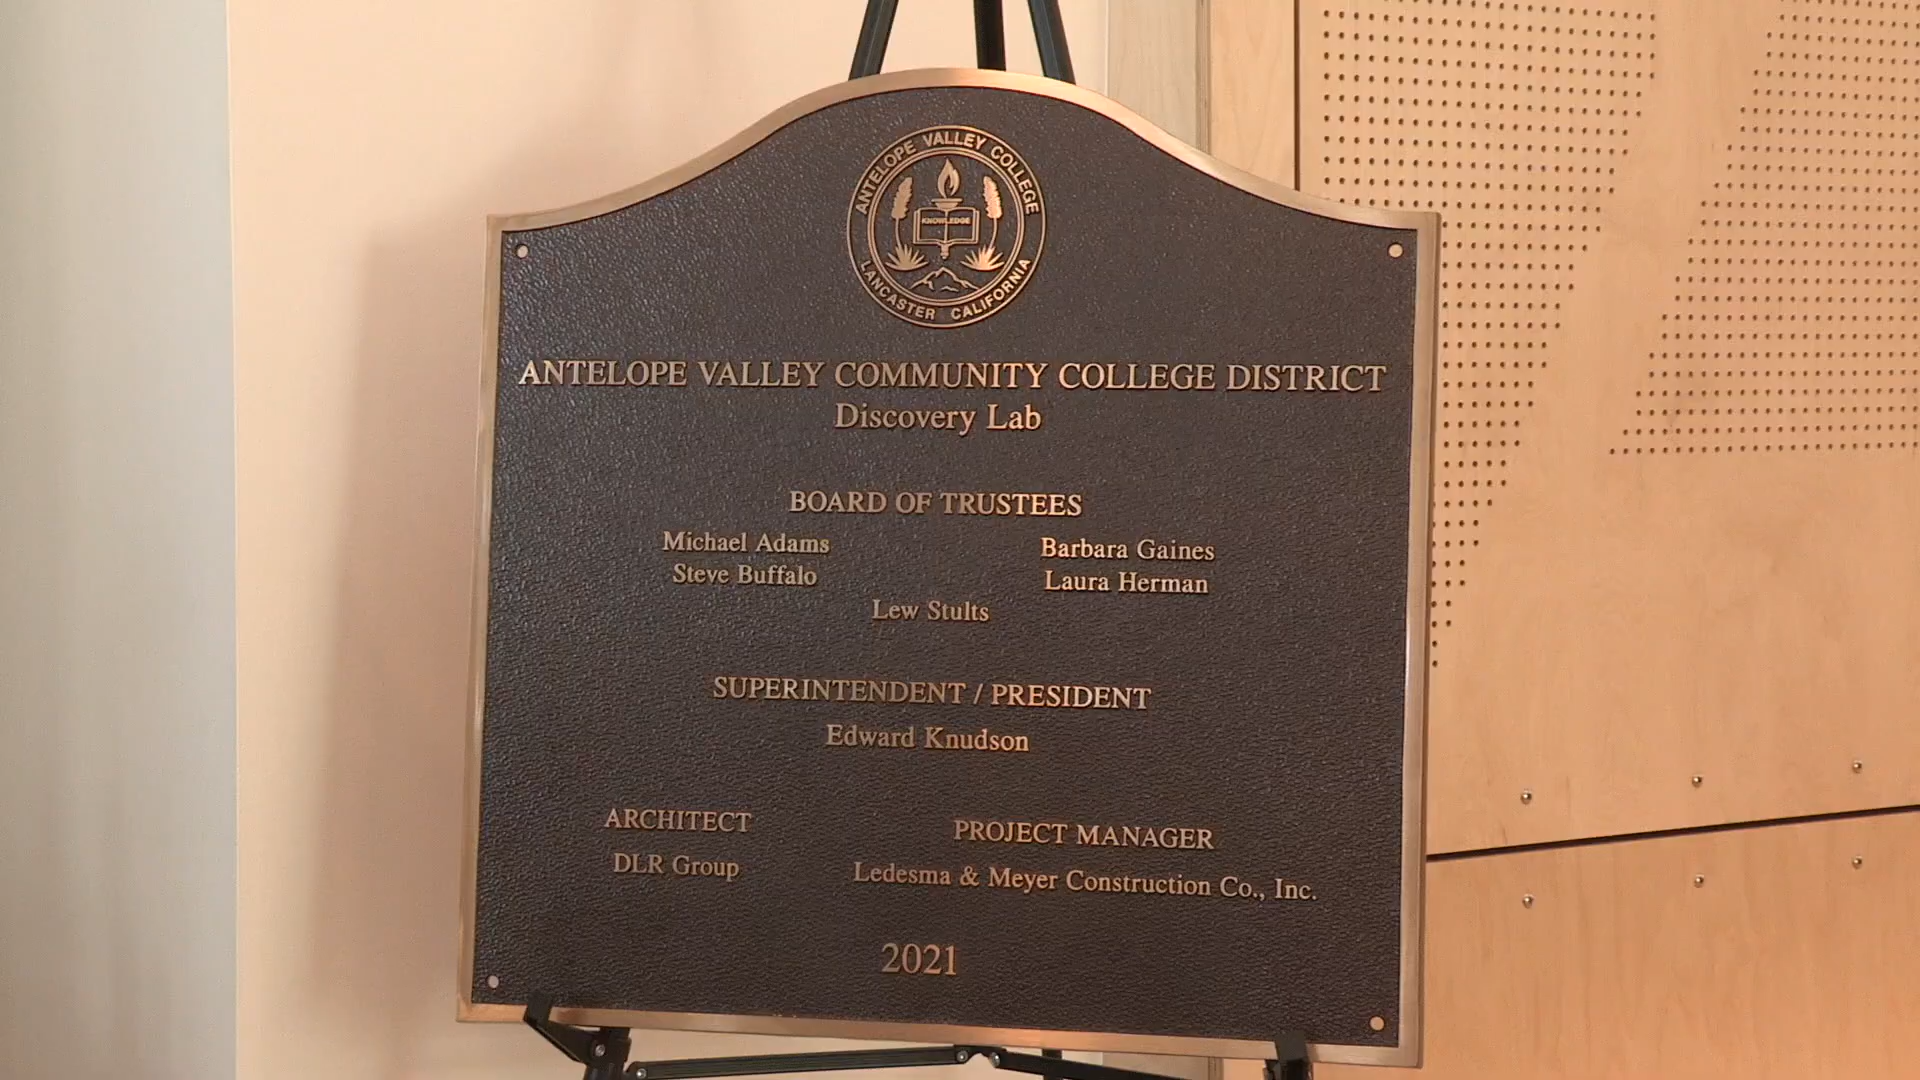 ANTELOPE VALLEY COLLEGE
KNOWLEDGE
LANCASTER CALIFORNIA
ANTELOPE VALLEY COMMUNITY COLLEGE DISTRICT
Discovery Lab
BOARD OF TRUSTEES
Michael Adams
Barbara Gaines
Steve Buffalo
Laura Herman
Lew Stults
SUPERINTENDENT / PRESIDENT
Edward Knudson
ARCHITECT
DLR Group
PROJECT MANAGER
Ledesma & Meyer Construction Co., Inc.
2021